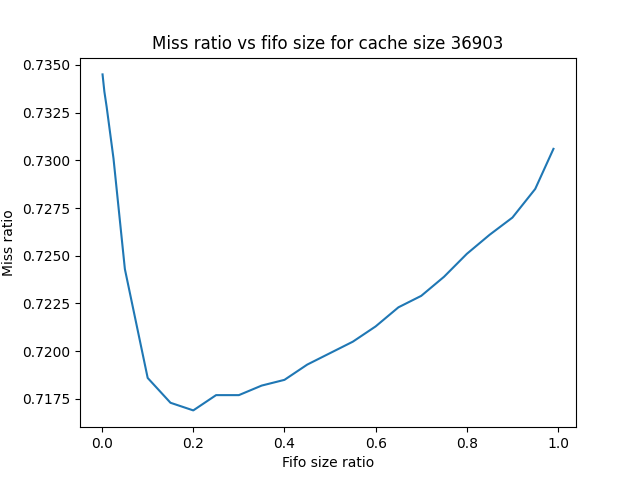 Miss ratio vs fifo size for cache size 36903
0.7350
0.7325
0.7300
0.7275
0.7250
0.7225
0.7200
0.7175
Miss ratio
0.0 0.2 0.4 0.6 0.8 1.0
Fifo size ratio